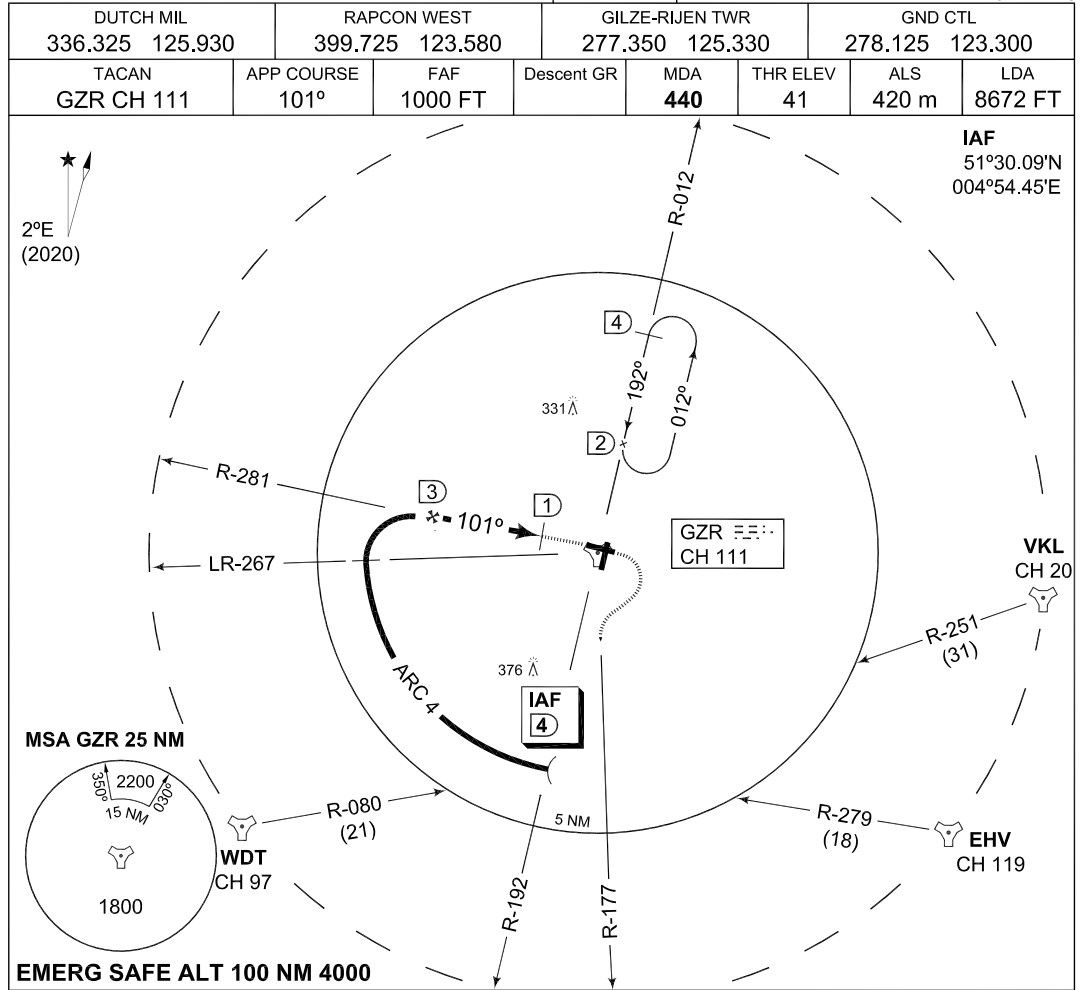 DUTCH MIL
336.325 125.930
RAPCON WEST
399.725 123.580
GILZE-RIJEN TWR
277.350 125.330
GND CTL
278.125 123.300
TACAN
GZR CH 111
APP COURSE
101º
FAF
1000 FT
Descent GR
MDA
440
THR ELEV
41
ALS
420 m
LDA
8672 FT
IAF
51º30.09'N
004º54.45'E
2ºE
(2020)
R-012
4
192º
012º
331
2
R-281
3
101º
1
GZR
CH 111
LR-267
VKL
CH 20
R-251
(31)
ARC 4
376
IAF
4
MSA GZR 25 NM
350º
2200
030º
15 NM
1800
R-080
(21)
WDT
CH 97
5 NM
R-279
(18)
EHV
CH 119
R-192
R-177
EMERG SAFE ALT 100 NM 4000